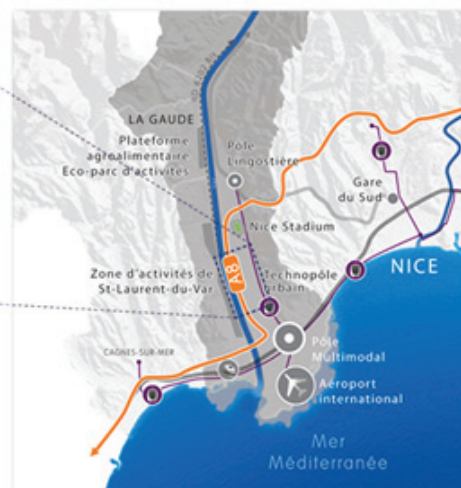 LA GAUDE
Plateforme
agroalimentaire
Eco-parc d'activités
Pôle
Lingostière
Gare
du Sud
Nice Stadium
NICE
Zone d'activités de
St-Laurent-du-Var
A8
Technopôle
urbain
CAGNES-SUR-MER
Pôle
Multimodal
Aéroport
international
Mer
Méditerranée